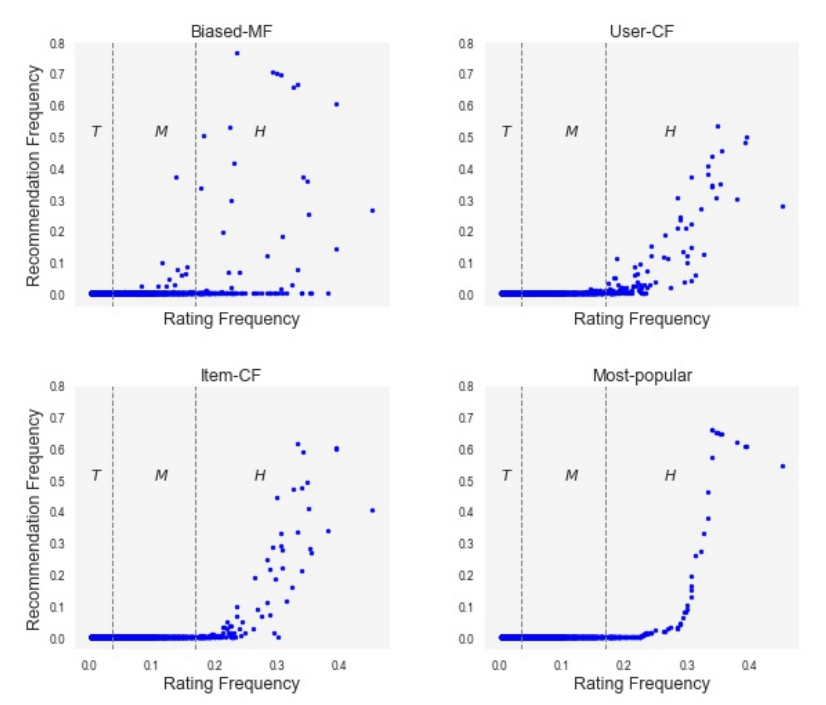 Biased-MF
User-CF
0.8
0.7
0.6
0.5
0.4
0.3
0.2
0.1
0.0
Recommendation Frequency
T
M
H
Rating Frequency
0.8
0.7
0.6
0.5
0.4
0.3
0.2
0.1
0.0
T
M
H
Rating Frequency
Item-CF
Most-popular
0.8
0.7
0.6
0.5
0.4
0.3
0.2
0.1
0.0
Recommendation Frequency
T
M
H
0.0 0.1 0.2 0.3 0.4
Rating Frequency
0.8
0.7
0.6
0.5
0.4
0.3
0.2
0.1
0.0
T
M
H
0.0 0.1 0.2 0.3 0.4
Rating Frequency